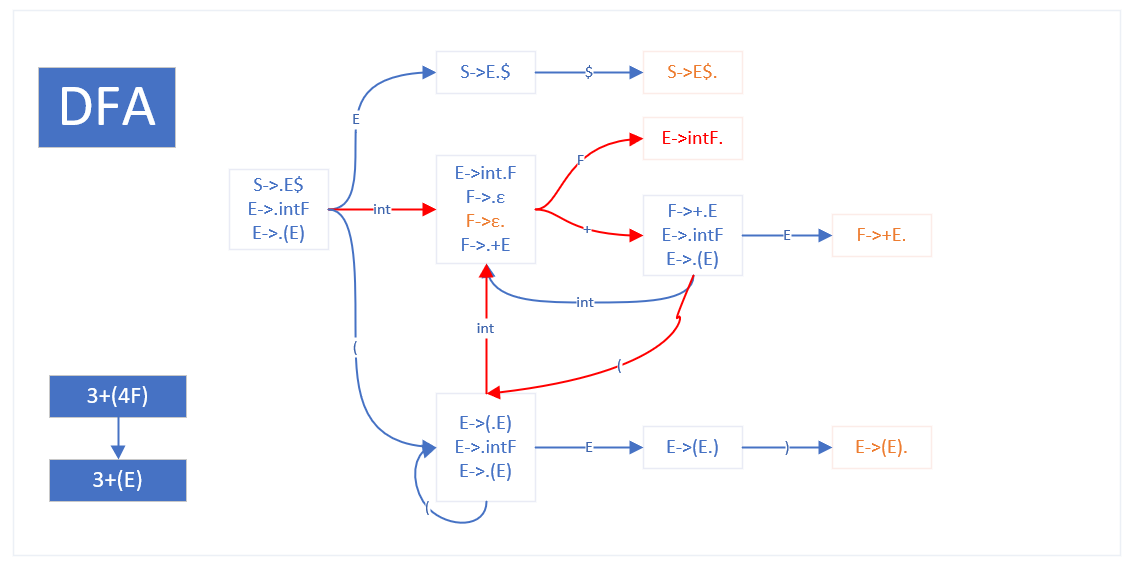 DFA
S->E.$
$
S->E$.
E
E->intF.
S->.E$
E->.intF
E->.(E)
int
E->int.F
F->.ε
F->ε.
F->.+E
F
+
F->+.E
E->.intF
E->.(E)
E
F->+E.
int
int
(
(
3+(4F)
3+(E)
E->(.E)
E->.intF
E->.(E)
E
E->(E.)
)
E->(E).
(